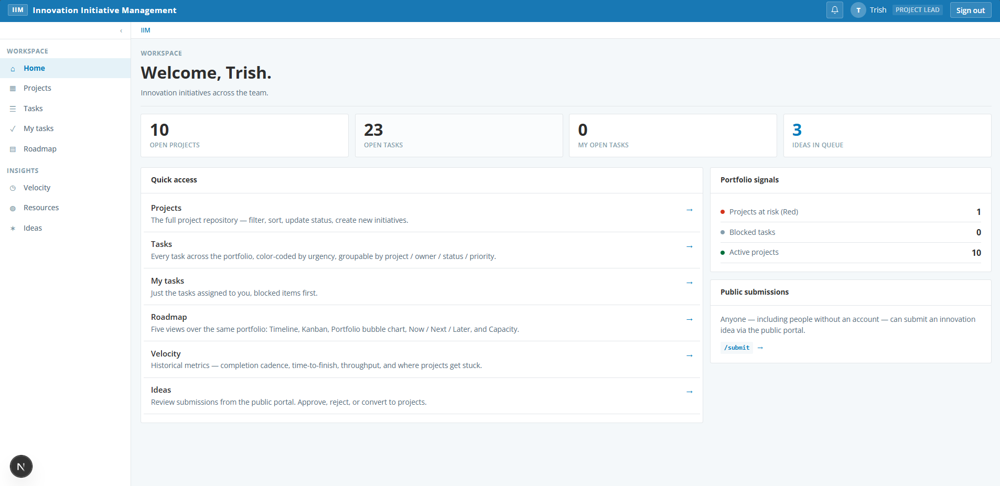 IIM Innovation Initiative Management
T Trish PROJECT LEAD Sign out
IIM
WORKSPACE
Home
Projects
Tasks
My tasks
Roadmap
INSIGHTS
Velocity
Resources
Ideas
WORKSPACE
Welcome, Trish.
Innovation initiatives across the team.
10
OPEN PROJECTS
23
OPEN TASKS
0
MY OPEN TASKS
3
IDEAS IN QUEUE
Quick access
Projects
The full project repository — filter, sort, update status, create new initiatives.
→
Tasks
Every task across the portfolio, color-coded by urgency, groupable by project / owner / status / priority.
→
My tasks
Just the tasks assigned to you, blocked items first.
→
Roadmap
Five views over the same portfolio: Timeline, Kanban, Portfolio bubble chart, Now / Next / Later, and Capacity.
→
Velocity
Historical metrics — completion cadence, time-to-finish, throughput, and where projects get stuck.
→
Ideas
Review submissions from the public portal. Approve, reject, or convert to projects.
→
Portfolio signals
Projects at risk (Red) 1
Blocked tasks 0
Active projects 10
Public submissions
Anyone — including people without an account — can submit an innovation
idea via the public portal.
/submit →
N